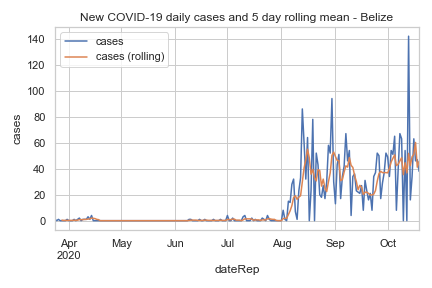 New COVID-19 daily cases and 5 day rolling mean - Belize
cases
cases (rolling)
cases
140
120
100
80
60
40
20
0
Apr
2020
May
Jun
Jul
Aug
Sep
Oct
dateRep